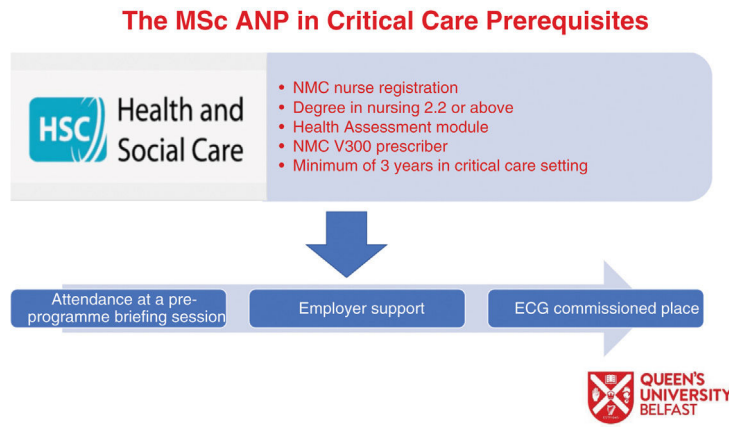 The MSc ANP in Critical Care Prerequisites
HSC
Health and
Social Care
• NMC nurse registration
• Degree in nursing 2.2 or above
• Health Assessment module
• NMC V300 prescriber
• Minimum of 3 years in critical care setting
Attendance at a pre-
programme briefing session
Employer support
ECG commissioned place
QUEEN'S
UNIVERSITY
BELFAST